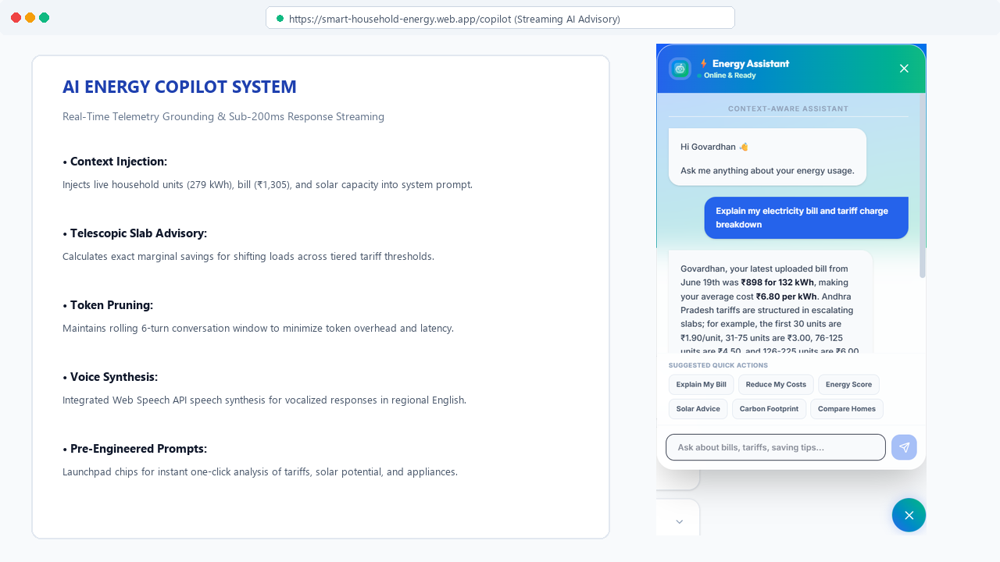 https://smart-household-energy.web.app/copilot (Streaming AI Advisory)
AI ENERGY COPILOT SYSTEM
Real-Time Telemetry Grounding & Sub-200ms Response Streaming
• Context Injection:
Injects live household units (279 kWh), bill (₹1,305), and solar capacity into system prompt.
• Telescopic Slab Advisory:
Calculates exact marginal savings for shifting loads across tiered tariff thresholds.
• Token Pruning:
Maintains rolling 6-turn conversation window to minimize token overhead and latency.
• Voice Synthesis:
Integrated Web Speech API speech synthesis for vocalized responses in regional English.
• Pre-Engineered Prompts:
Launchpad chips for instant one-click analysis of tariffs, solar potential, and appliances.
⚡ Energy Assistant
Online & Ready
CONTEXT-AWARE ASSISTANT
Hi Govardhan 👋
Ask me anything about your energy usage.
Explain my electricity bill and tariff charge
breakdown
Govardhan, your latest uploaded bill from
June 19th was ₹898 for 132 kWh, making
your average cost ₹6.80 per kWh. Andhra
Pradesh tariffs are structured in escalating
slabs; for example, the first 30 units are
₹1.90/unit, 31-75 units are ₹3.00, 76-125
units are ₹4.50, and 126-225 units are ₹6.00
SUGGESTED QUICK ACTIONS
Explain My Bill
Reduce My Costs
Energy Score
Solar Advice
Carbon Footprint
Compare Homes
Ask about bills, tariffs, saving tips...